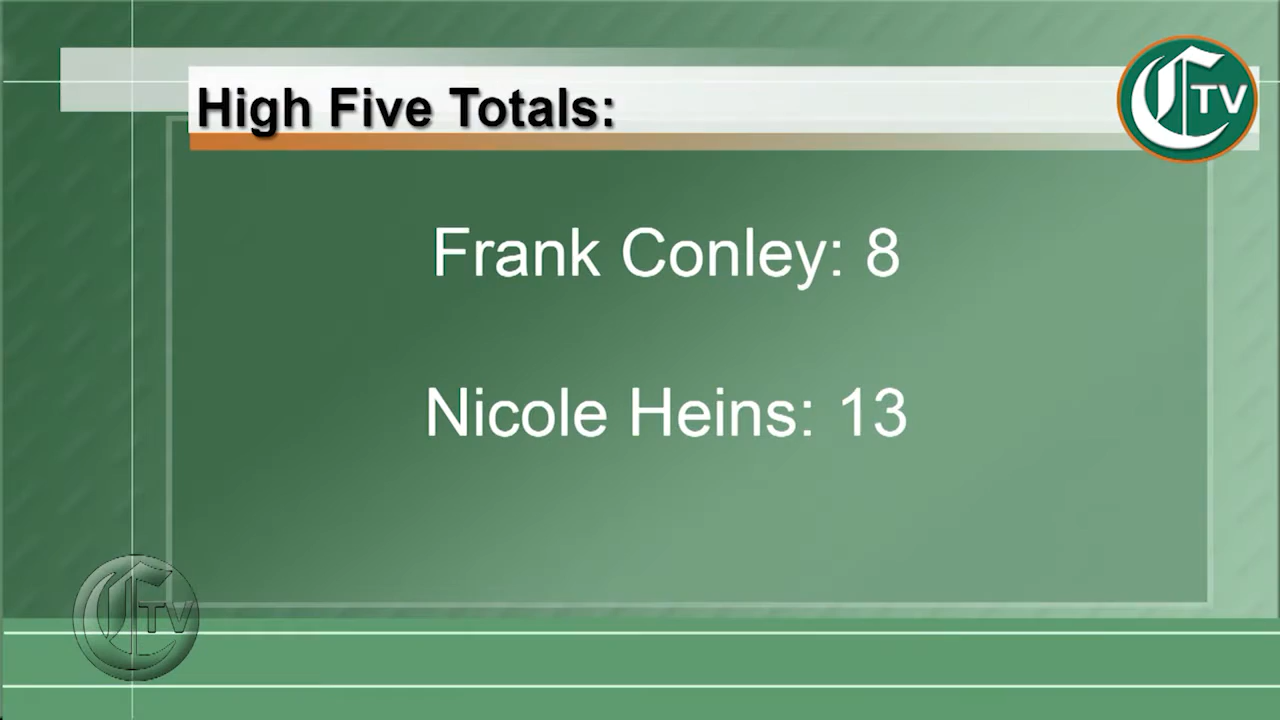 High Five Totals:
CTV
Frank Conley: 8
Nicole Heins: 13
CTV